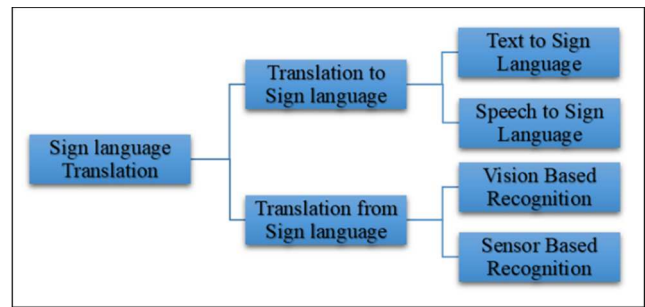 Sign language
Translation
Translation to
Sign language
Text to Sign
Language
Speech to Sign
Language
Translation from
Sign language
Vision Based
Recognition
Sensor Based
Recognition